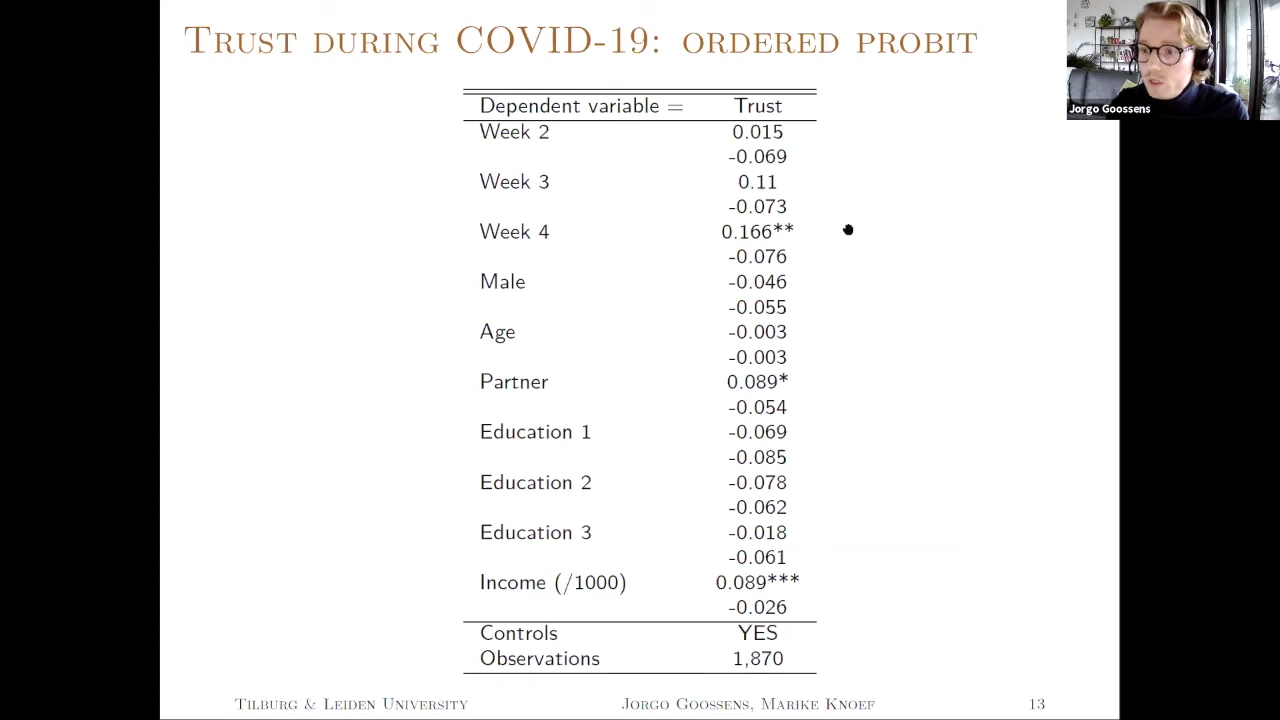 TRUST DURING COVID-19: ORDERED PROBIT
Jorgo Goossens
Dependent variable = Trust
Week 2 0.015
-0.069
Week 3 0.11
-0.073
Week 4 0.166**
-0.076
Male -0.046
-0.055
Age -0.003
-0.003
Partner 0.089*
-0.054
Education 1 -0.069
-0.085
Education 2 -0.078
-0.062
Education 3 -0.018
-0.061
Income (/1000) 0.089***
-0.026
Controls YES
Observations 1,870
TILBURG & LEIDEN UNIVERSITY JORGO GOOSSENS, MARIKE KNOEF 13